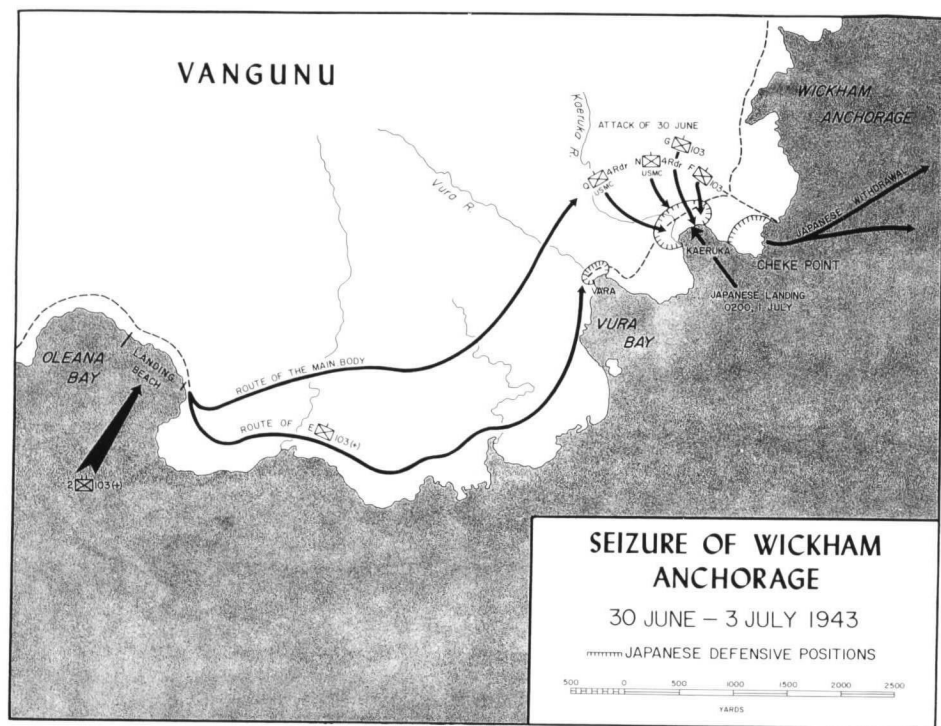 VANGUNU
WICKHAM
ANCHORAGE
Kaeruka R.
ATTACK OF 30 JUNE
G 103
Q 4Rdr
USMC
N 4Rdr
USMC
F 103
Vura R.
JAPANESE WITHDRAWAL
KAERUKA
CHEKE POINT
JAPANESE LANDING
0200, 1 JULY
VARA
VURA
BAY
OLEANA
BAY
LANDING
BEACH
ROUTE OF THE MAIN BODY
ROUTE OF E 103(+)
2 103(+)
SEIZURE OF WICKHAM
ANCHORAGE
30 JUNE – 3 JULY 1943
JAPANESE DEFENSIVE POSITIONS
500 0 500 1000 1500 2000 2500
YARDS